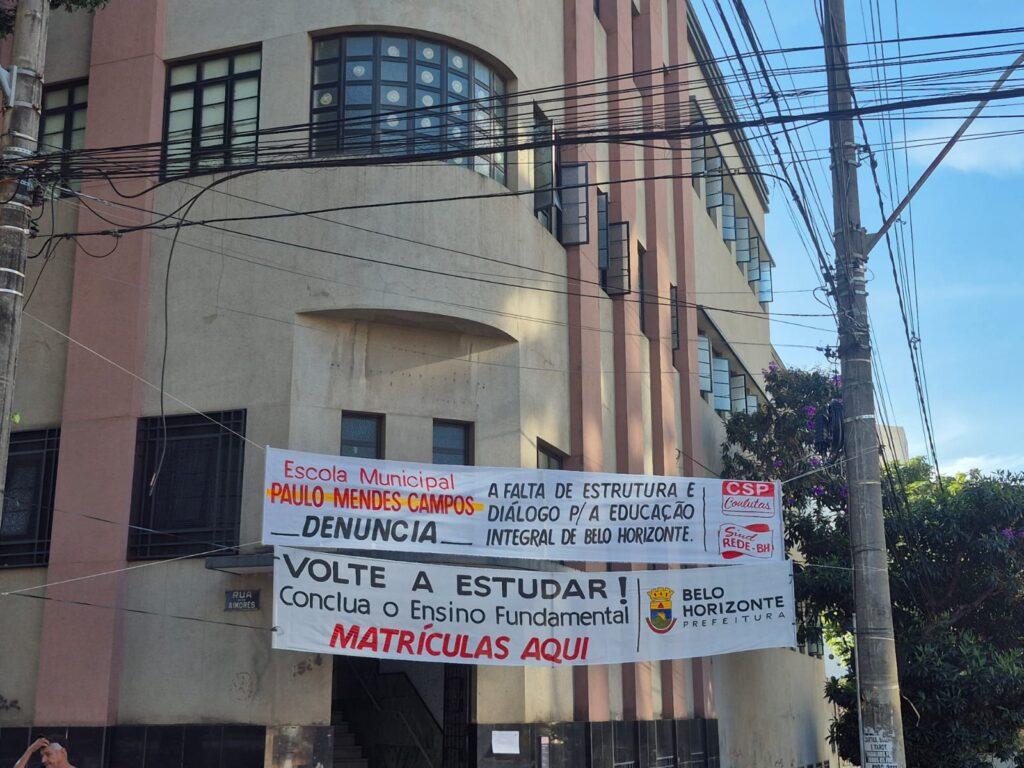 Escola Municipal
PAULO MENDES CAMPOS
DENUNCIA
A FALTA DE ESTRUTURA E
DIÁLOGO P/ A EDUCAÇÃO
INTEGRAL DE BELO HORIZONTE.
CSP
Conlutas
Sind
REDE-BH
VOLTE A ESTUDAR!
Conclua o Ensino Fundamental
MATRÍCULAS AQUI
BELO
HORIZONTE
PREFEITURA
RUA
AIMORÉS
TAROT